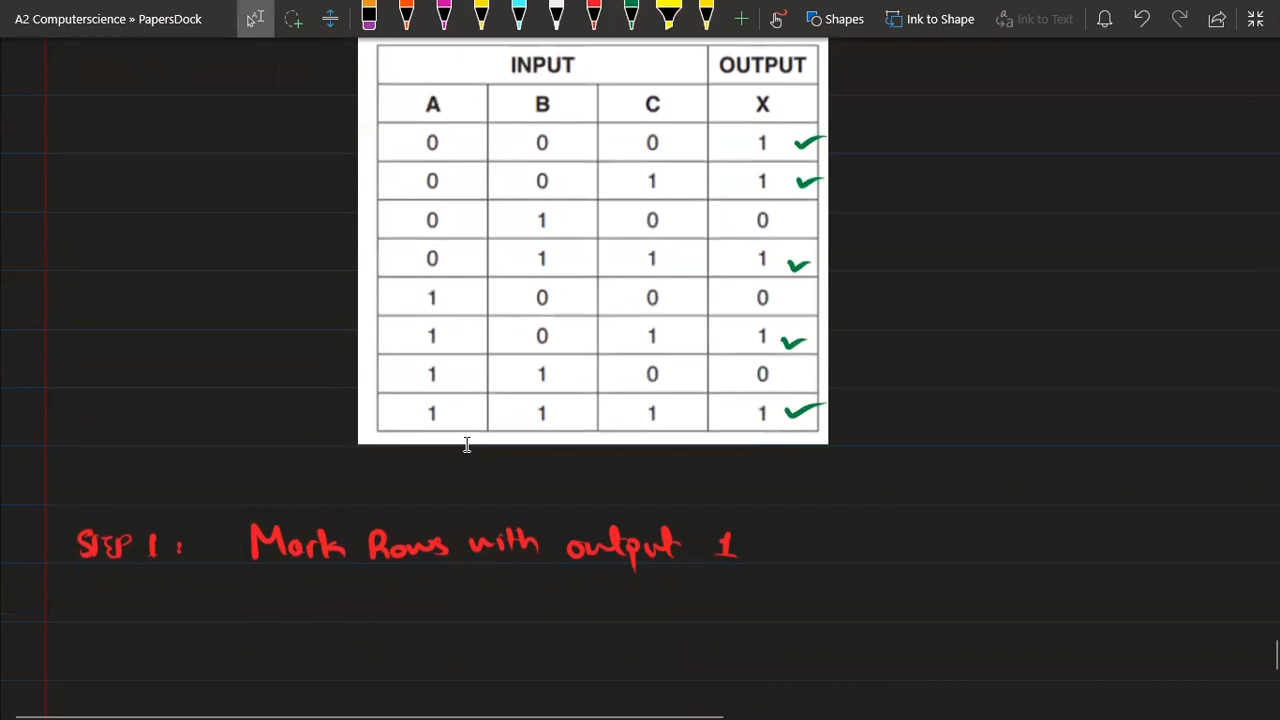 A2 Computerscience » PapersDock Shapes Ink to Shape Ink to Text
INPUT OUTPUT
A B C X
0 0 0 1
0 0 1 1
0 1 0 0
0 1 1 1
1 0 0 0
1 0 1 1
1 1 0 0
1 1 1 1
STEP 1 : Mark Rows with output 1